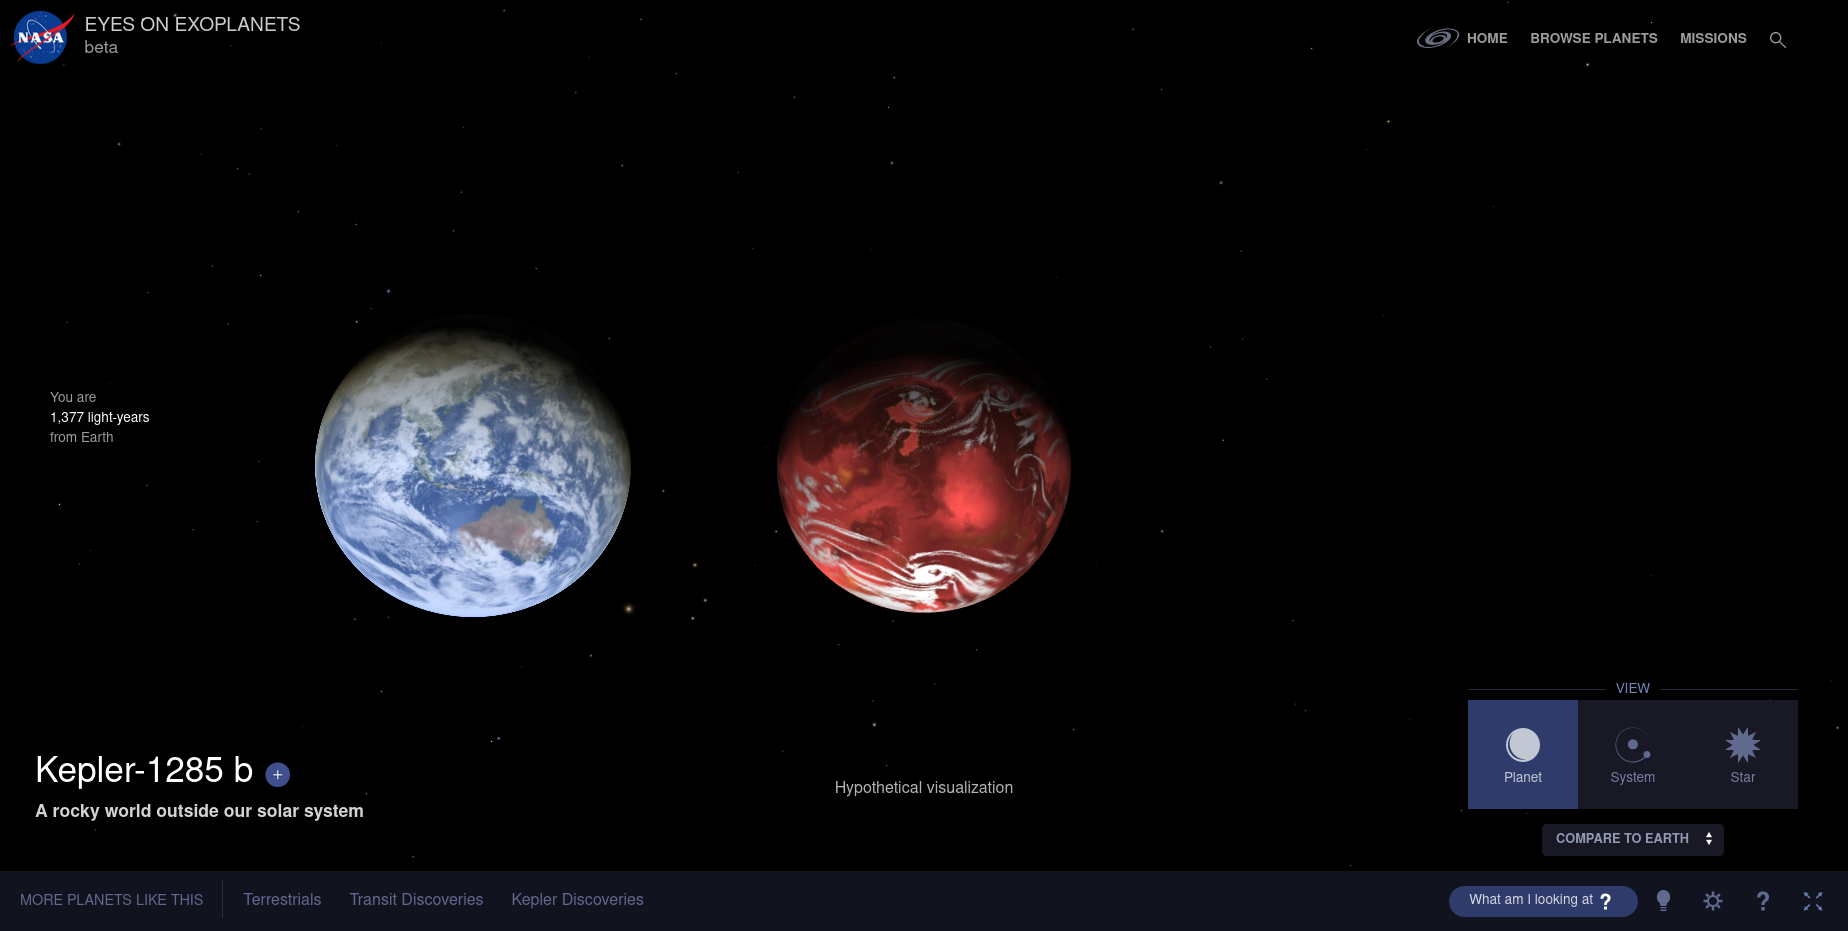 NASA
EYES ON EXOPLANETS
beta
HOME
BROWSE PLANETS
MISSIONS
You are
1,377 light-years
from Earth
VIEW
Planet
System
Star
Kepler-1285 b +
A rocky world outside our solar system
Hypothetical visualization
COMPARE TO EARTH
MORE PLANETS LIKE THIS
Terrestrials
Transit Discoveries
Kepler Discoveries
What am I looking at ?
?